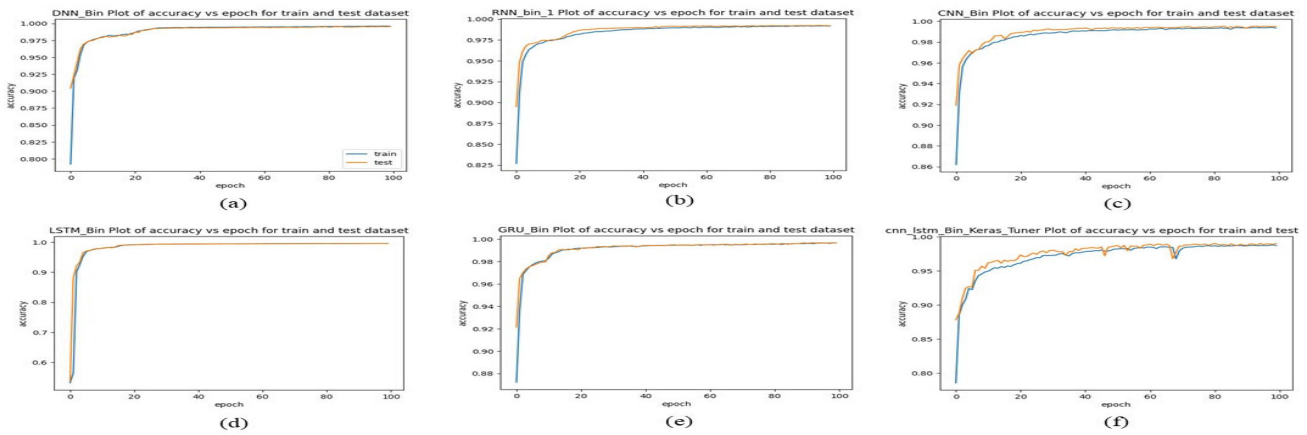 DNN_Bin Plot of accuracy vs epoch for train and test dataset
1.000
0.975
0.950
0.925
0.900
0.875
0.850
0.825
0.800
accuracy
train
test
0 20 40 60 80 100
epoch
(a)
RNN_bin_1 Plot of accuracy vs epoch for train and test dataset
1.000
0.975
0.950
0.925
0.900
0.875
0.850
0.825
accuracy
0 20 40 60 80 100
epoch
(b)
CNN_Bin Plot of accuracy vs epoch for train and test dataset
1.00
0.98
0.96
0.94
0.92
0.90
0.88
0.86
accuracy
0 20 40 60 80 100
epoch
(c)
LSTM_Bin Plot of accuracy vs epoch for train and test dataset
1.0
0.9
0.8
0.7
0.6
accuracy
0 20 40 60 80 100
epoch
(d)
GRU_Bin Plot of accuracy vs epoch for train and test dataset
1.00
0.98
0.96
0.94
0.92
0.90
0.88
accuracy
0 20 40 60 80 100
epoch
(e)
cnn_lstm_Bin_Keras_Tuner Plot of accuracy vs epoch for train and test
1.00
0.95
0.90
0.85
0.80
accuracy
0 20 40 60 80 100
epoch
(f)